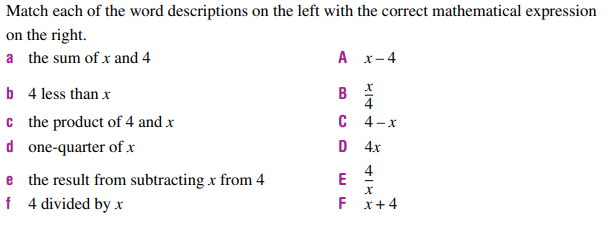 Match each of the word descriptions on the left with the correct mathematical expression
on the right.
a the sum of x and 4 A x – 4
b 4 less than x B x/4
c the product of 4 and x C 4 – x
d one-quarter of x D 4x
e the result from subtracting x from 4 E 4/x
f 4 divided by x F x + 4